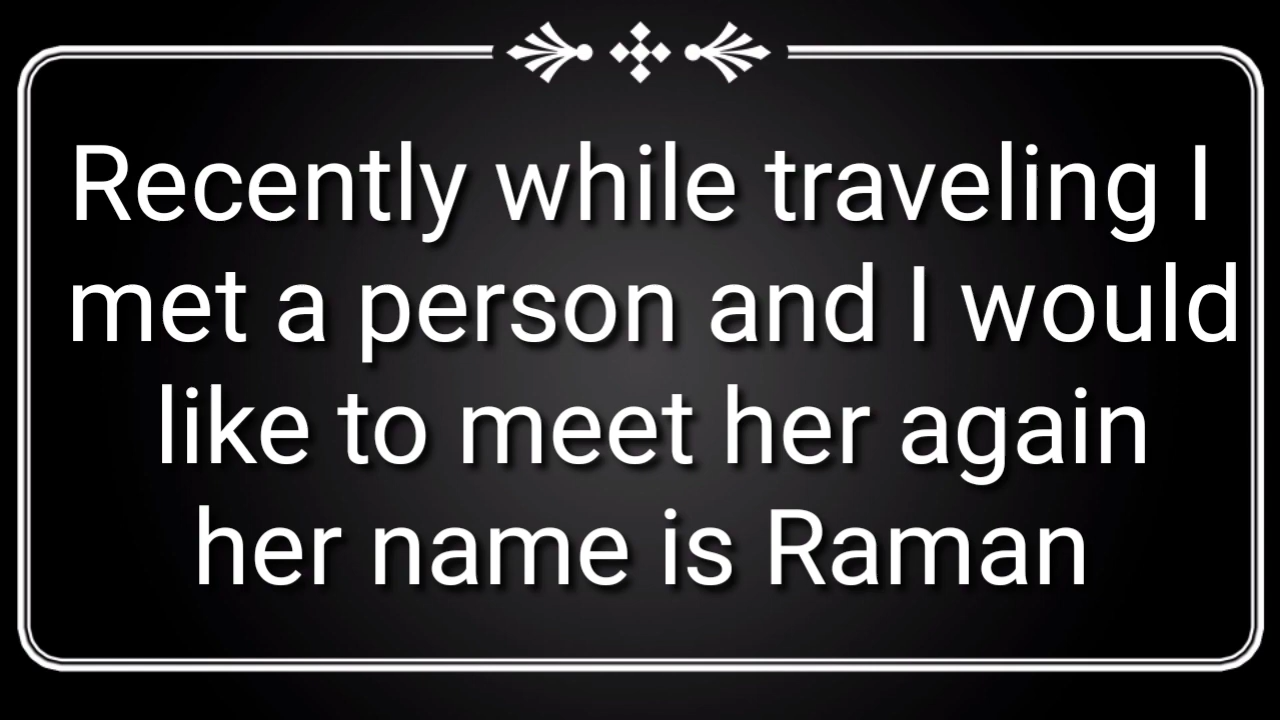 Recently while traveling I
met a person and I would
like to meet her again
her name is Raman